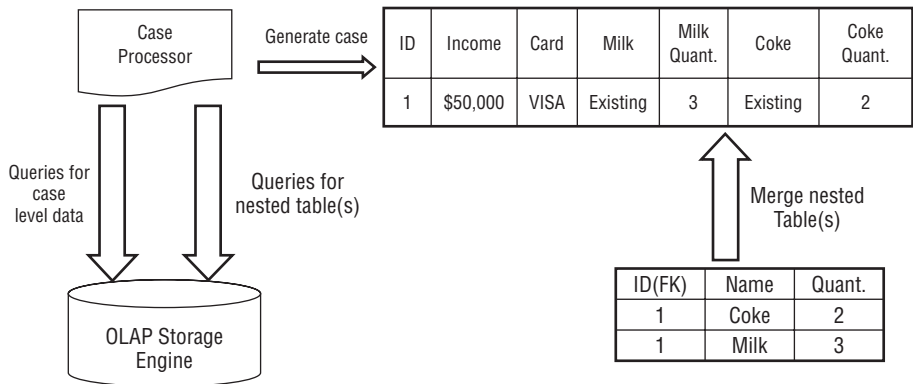 Case
Processor
Generate case
ID Income Card Milk Milk Quant. Coke Coke Quant.
1 $50,000 VISA Existing 3 Existing 2
Queries for
case
level data
Queries for
nested table(s)
Merge nested
Table(s)
OLAP Storage
Engine
ID(FK) Name Quant.
1 Coke 2
1 Milk 3